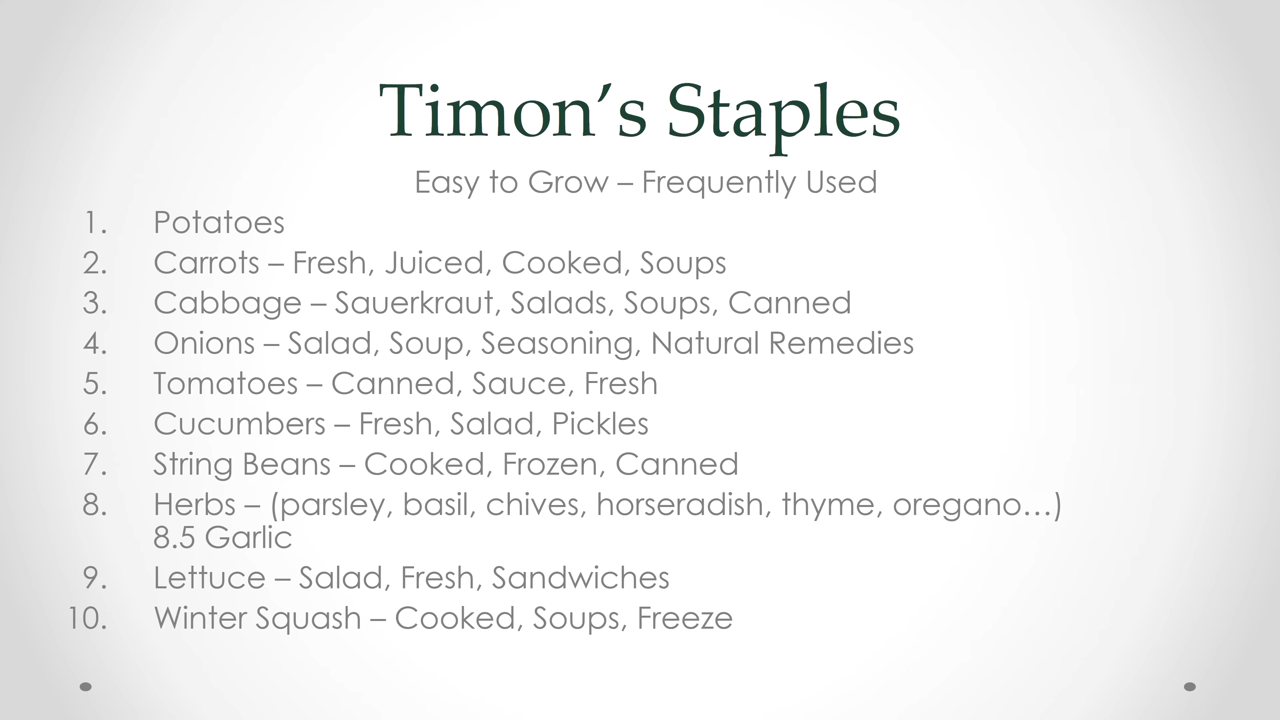 Timon’s Staples
Easy to Grow – Frequently Used
1. Potatoes
2. Carrots – Fresh, Juiced, Cooked, Soups
3. Cabbage – Sauerkraut, Salads, Soups, Canned
4. Onions – Salad, Soup, Seasoning, Natural Remedies
5. Tomatoes – Canned, Sauce, Fresh
6. Cucumbers – Fresh, Salad, Pickles
7. String Beans – Cooked, Frozen, Canned
8. Herbs – (parsley, basil, chives, horseradish, thyme, oregano…)
8.5 Garlic
9. Lettuce – Salad, Fresh, Sandwiches
10. Winter Squash – Cooked, Soups, Freeze